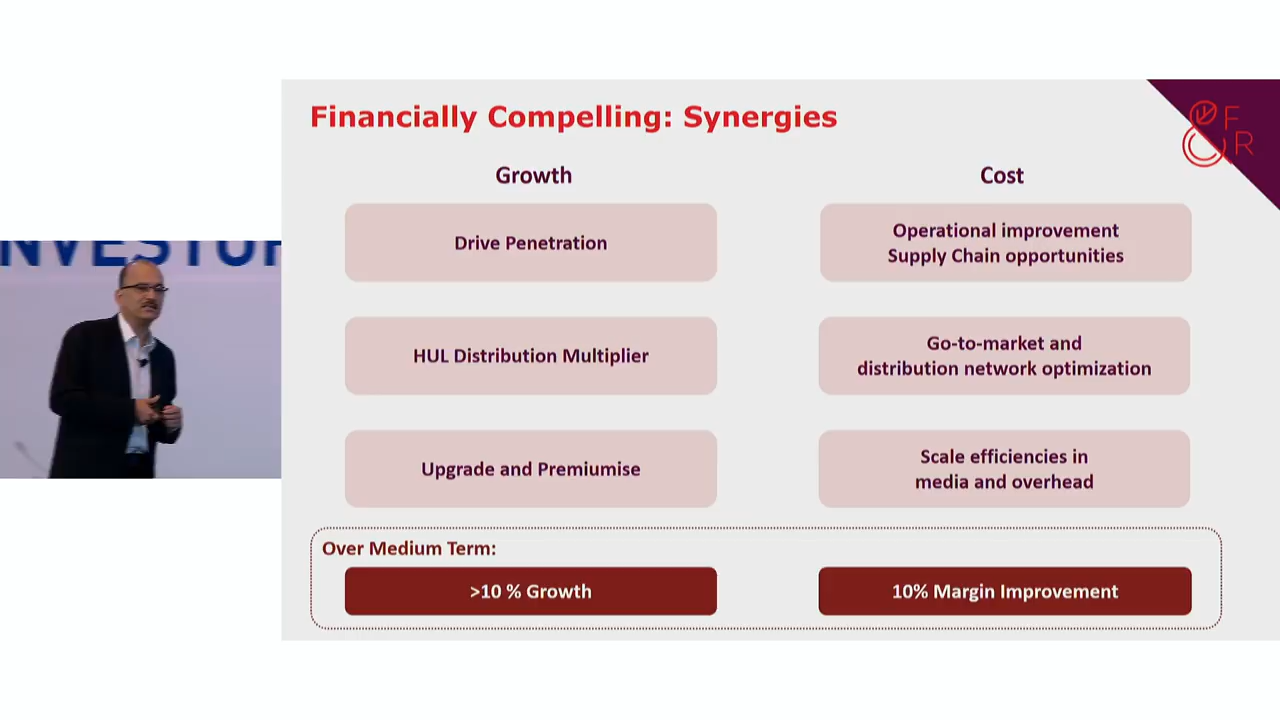 INVESTOR
Financially Compelling: Synergies
F
R
Growth
Cost
Drive Penetration
Operational improvement
Supply Chain opportunities
HUL Distribution Multiplier
Go-to-market and
distribution network optimization
Upgrade and Premiumise
Scale efficiencies in
media and overhead
Over Medium Term:
>10 % Growth
10% Margin Improvement